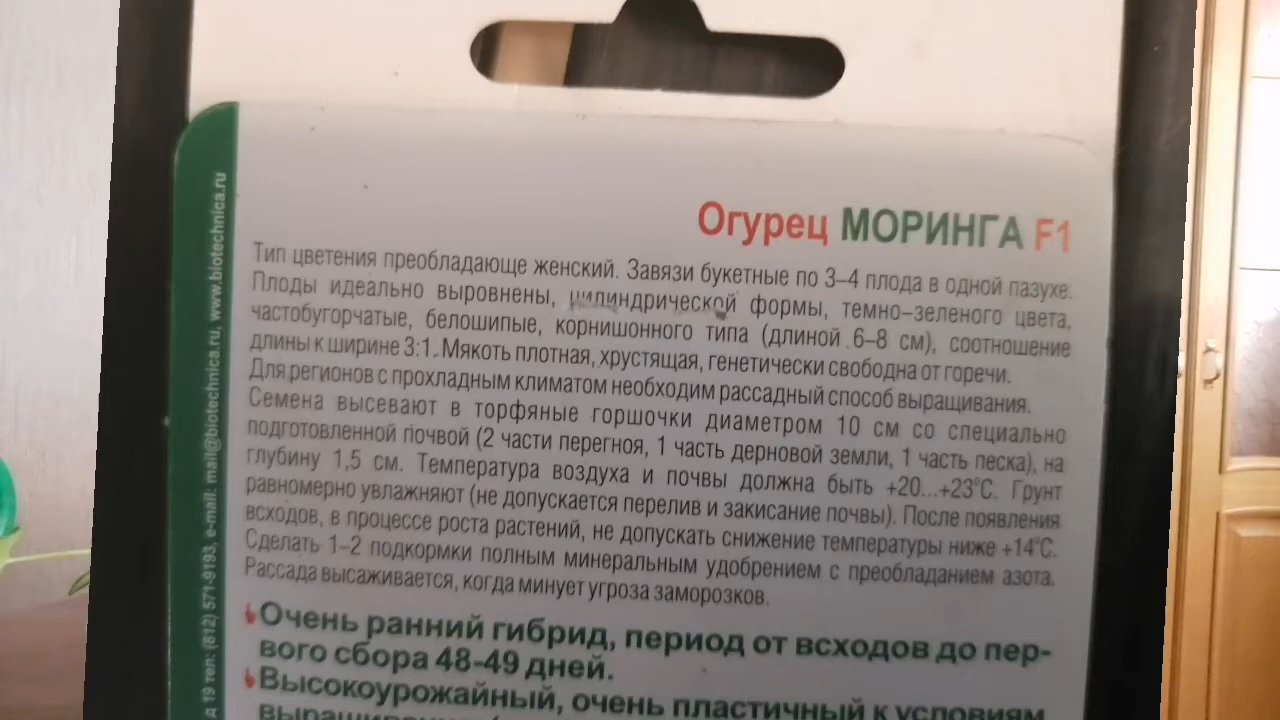 Огурец МОРИНГА F1
Тип цветения преобладающе женский. Завязи букетные по 3–4 плода в одной пазухе.
Плоды идеально выровнены, цилиндрической формы, темно–зеленого цвета,
частобугорчатые, белошипые, корнишонного типа (длиной 6–8 см), соотношение
длины к ширине 3:1. Мякоть плотная, хрустящая, генетически свободна от горечи.
Для регионов с прохладным климатом необходим рассадный способ выращивания.
Семена высевают в торфяные горшочки диаметром 10 см со специально
подготовленной почвой (2 части перегноя, 1 часть дерновой земли, 1 часть песка), на
глубину 1,5 см. Температура воздуха и почвы должна быть +20...+23°С. Грунт
равномерно увлажняют (не допускается перелив и закисание почвы). После появления
всходов, в процессе роста растений, не допускать снижение температуры ниже +14°С.
Сделать 1–2 подкормки полным минеральным удобрением с преобладанием азота.
Рассада высаживается, когда минует угроза заморозков.
Очень ранний гибрид, период от всходов до пер-
вого сбора 48-49 дней.
Высокоурожайный, очень пластичный к условиям
д 19 тел: (812) 571-9193, e-mail: mail@biotechnica.ru, www.biotechnica.ru